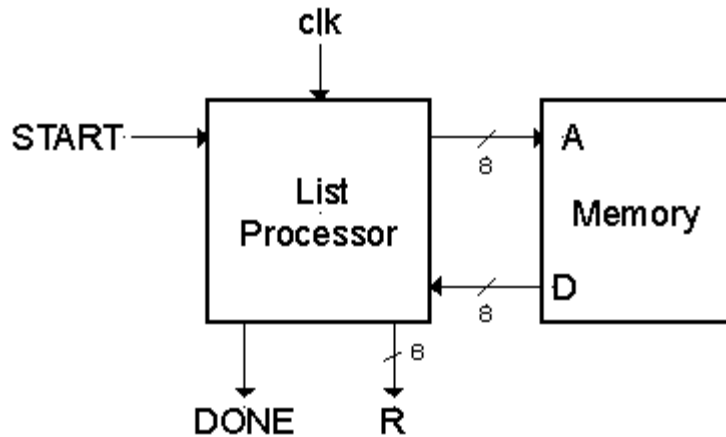 clk
START
A
8
List
Processor
Memory
D
8
8
DONE
R